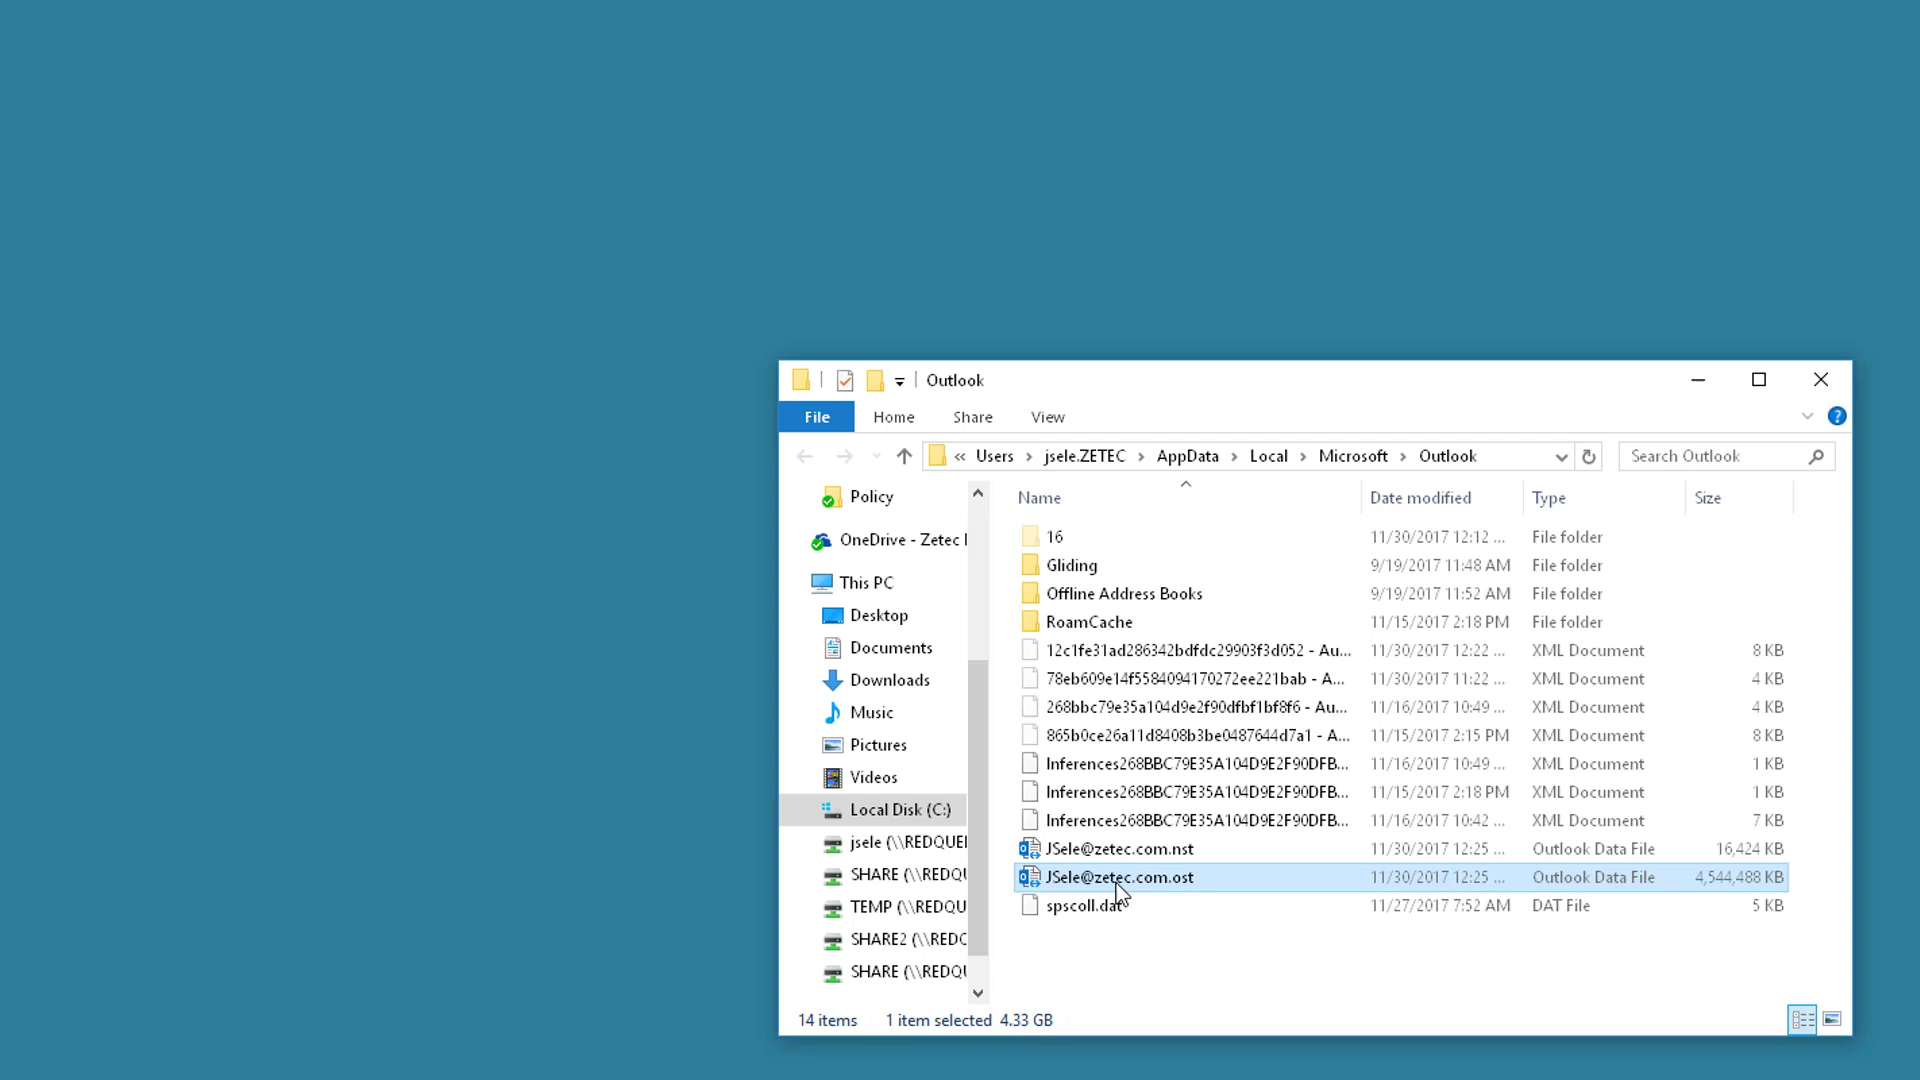 Outlook
File Home Share View
« Users > jsele.ZETEC > AppData > Local > Microsoft > Outlook
Search Outlook
Policy
OneDrive - Zetec
This PC
Desktop
Documents
Downloads
Music
Pictures
Videos
Local Disk (C:)
jsele (\\REDQUE
SHARE (\\REDQU
TEMP (\\REDQU
SHARE2 (\\REDC
SHARE (\\REDQU
Name Date modified Type Size
16 11/30/2017 12:12 ... File folder
Gliding 9/19/2017 11:48 AM File folder
Offline Address Books 9/19/2017 11:52 AM File folder
RoamCache 11/15/2017 2:18 PM File folder
12c1fe31ad286342bdfdc29903f3d052 - Au... 11/30/2017 12:22 ... XML Document 8 KB
78eb609e14f5584094170272ee221bab - A... 11/30/2017 11:22 ... XML Document 4 KB
268bbc79e35a104d9e2f90dfbf1bf8f6 - Au... 11/16/2017 10:49 ... XML Document 4 KB
865b0ce26a11d8408b3be0487644d7a1 - A... 11/15/2017 2:15 PM XML Document 8 KB
Inferences268BBC79E35A104D9E2F90DFB... 11/16/2017 10:49 ... XML Document 1 KB
Inferences268BBC79E35A104D9E2F90DFB... 11/15/2017 2:18 PM XML Document 1 KB
Inferences268BBC79E35A104D9E2F90DFB... 11/16/2017 10:42 ... XML Document 7 KB
JSele@zetec.com.nst 11/30/2017 12:25 ... Outlook Data File 16,424 KB
JSele@zetec.com.ost 11/30/2017 12:25 ... Outlook Data File 4,544,488 KB
spscoll.dat 11/27/2017 7:52 AM DAT File 5 KB
14 items 1 item selected 4.33 GB